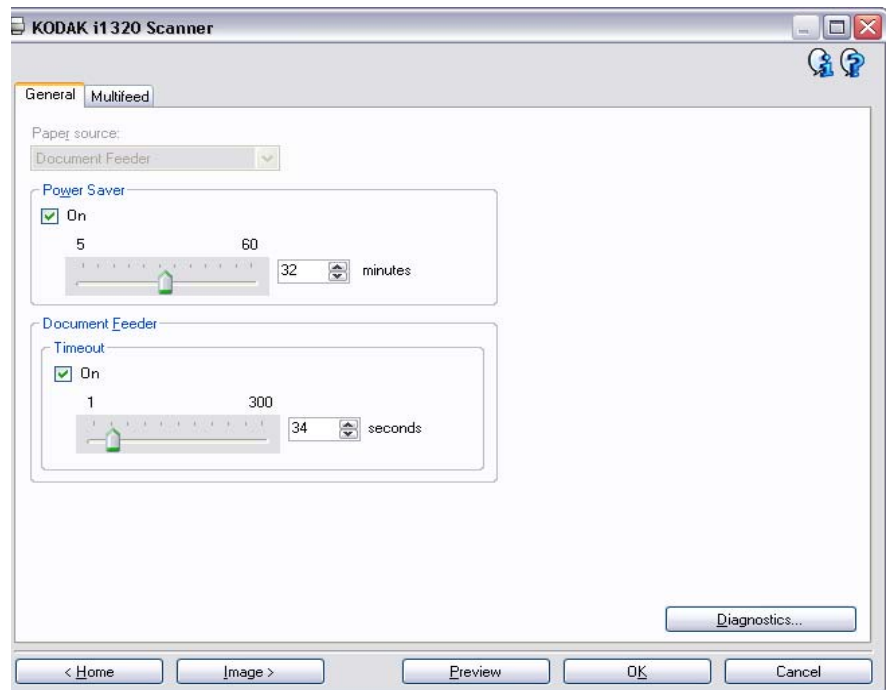 KODAK i1320 Scanner
General Multifeed
Paper source:
Document Feeder
Power Saver
On
5 60
32 minutes
Document Feeder
Timeout
On
1 300
34 seconds
Diagnostics...
< Home Image > Preview OK Cancel